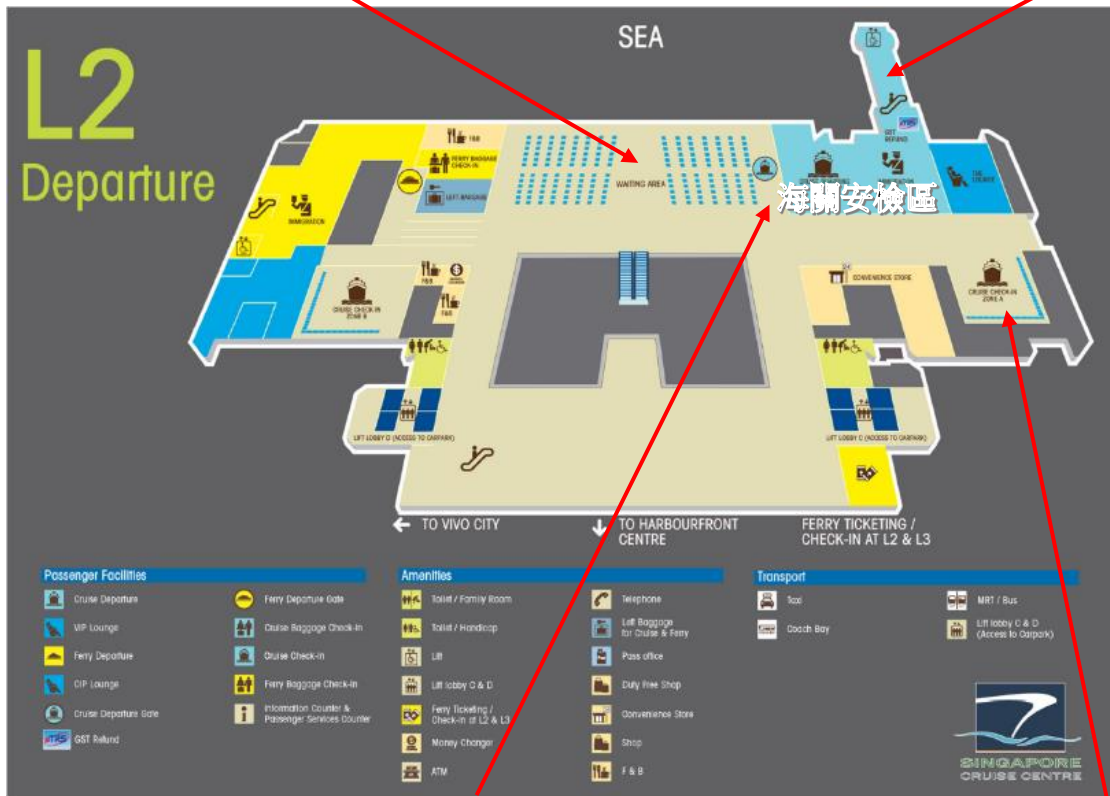 SEA
L2
Departure
F&B
FERRY BAGGAGE
CHECK-IN
LEFT BAGGAGE
IMMIGRATION
WAITING AREA
GST
REFUND
海關安檢區
CRUISE CHECK-IN
ZONE B
F&B
F&B
CONVENIENCE STORE
CRUISE CHECK-IN
ZONE A
LIFT LOBBY D (ACCESS TO CARPARK)
LIFT LOBBY C (ACCESS TO CARPARK)
← TO VIVO CITY
↓ TO HARBOURFRONT
CENTRE
FERRY TICKETING /
CHECK-IN AT L2 & L3
Passenger Facilities
Cruise Departure
VIP Lounge
Ferry Departure
CIP Lounge
Cruise Departure Gate
GST Refund
Ferry Departure Gate
Cruise Baggage Check-In
Cruise Check-in
Ferry Baggage Check-in
Information Counter &
Passenger Services Counter
Amenities
Toilet / Family Room
Toilet / Handicap
Lift
Lift lobby C & D
Ferry Ticketing /
Check-in at L2 & L3
Money Changer
ATM
Telephone
Left Baggage
for Cruise & Ferry
Pass office
Duty Free Shop
Convenience Store
Shop
F & B
Transport
Taxi
Coach Bay
MRT / Bus
Lift lobby C & D
(Access to Carpark)
SINGAPORE
CRUISE CENTRE